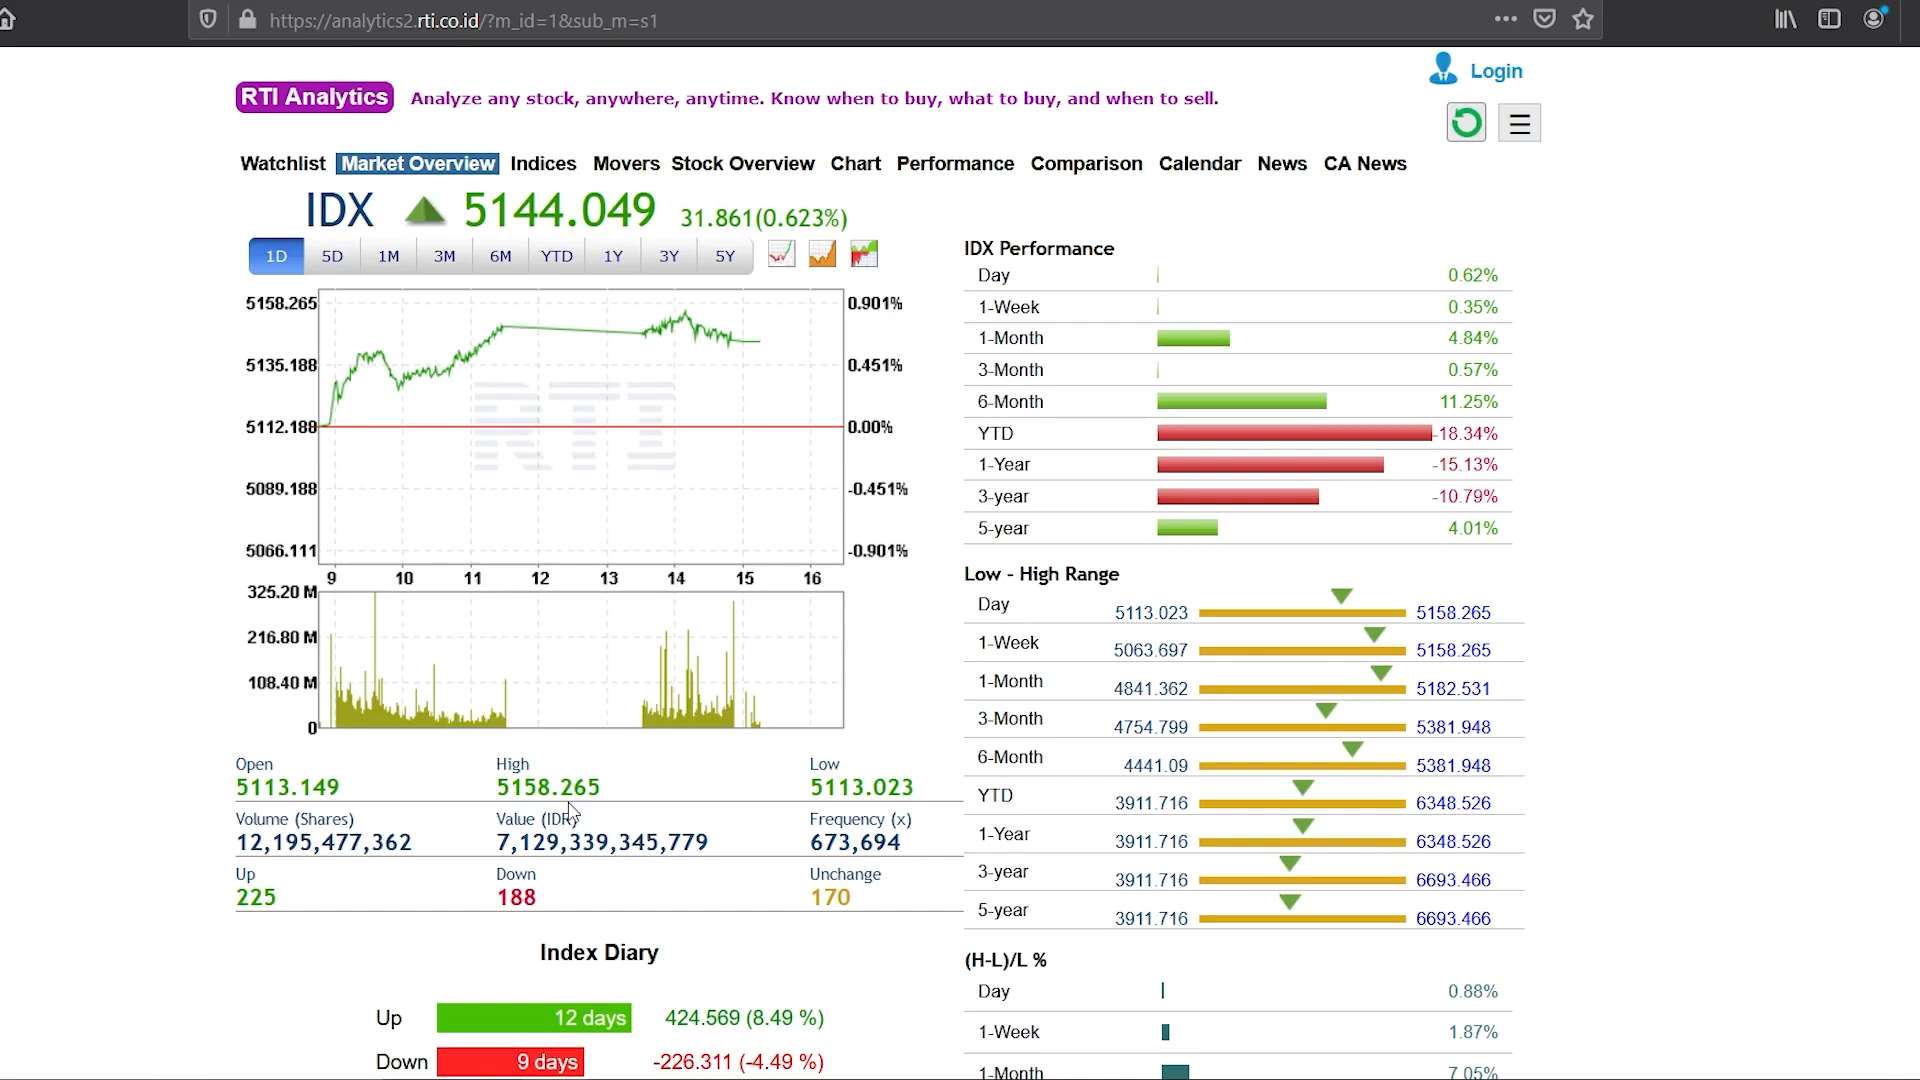 https://analytics2.rti.co.id/?m_id=1&sub_m=s1
Login
RTI Analytics Analyze any stock, anywhere, anytime. Know when to buy, what to buy, and when to sell.
Watchlist Market Overview Indices Movers Stock Overview Chart Performance Comparison Calendar News CA News
IDX 5144.049 31.861(0.623%)
1D 5D 1M 3M 6M YTD 1Y 3Y 5Y
5158.265 0.901%
5135.188 0.451%
5112.188 0.00%
5089.188 -0.451%
5066.111 -0.901%
RTI
9 10 11 12 13 14 15 16
325.20 M
216.80 M
108.40 M
0
Open High Low
5113.149 5158.265 5113.023
Volume (Shares) Value (IDR) Frequency (x)
12,195,477,362 7,129,339,345,779 673,694
Up Down Unchange
225 188 170
Index Diary
Up 12 days 424.569 (8.49 %)
Down 9 days -226.311 (-4.49 %)
IDX Performance
Day 0.62%
1-Week 0.35%
1-Month 4.84%
3-Month 0.57%
6-Month 11.25%
YTD -18.34%
1-Year -15.13%
3-year -10.79%
5-year 4.01%
Low - High Range
Day 5113.023 5158.265
1-Week 5063.697 5158.265
1-Month 4841.362 5182.531
3-Month 4754.799 5381.948
6-Month 4441.09 5381.948
YTD 3911.716 6348.526
1-Year 3911.716 6348.526
3-year 3911.716 6693.466
5-year 3911.716 6693.466
(H-L)/L %
Day 0.88%
1-Week 1.87%
1-Month 7.05%